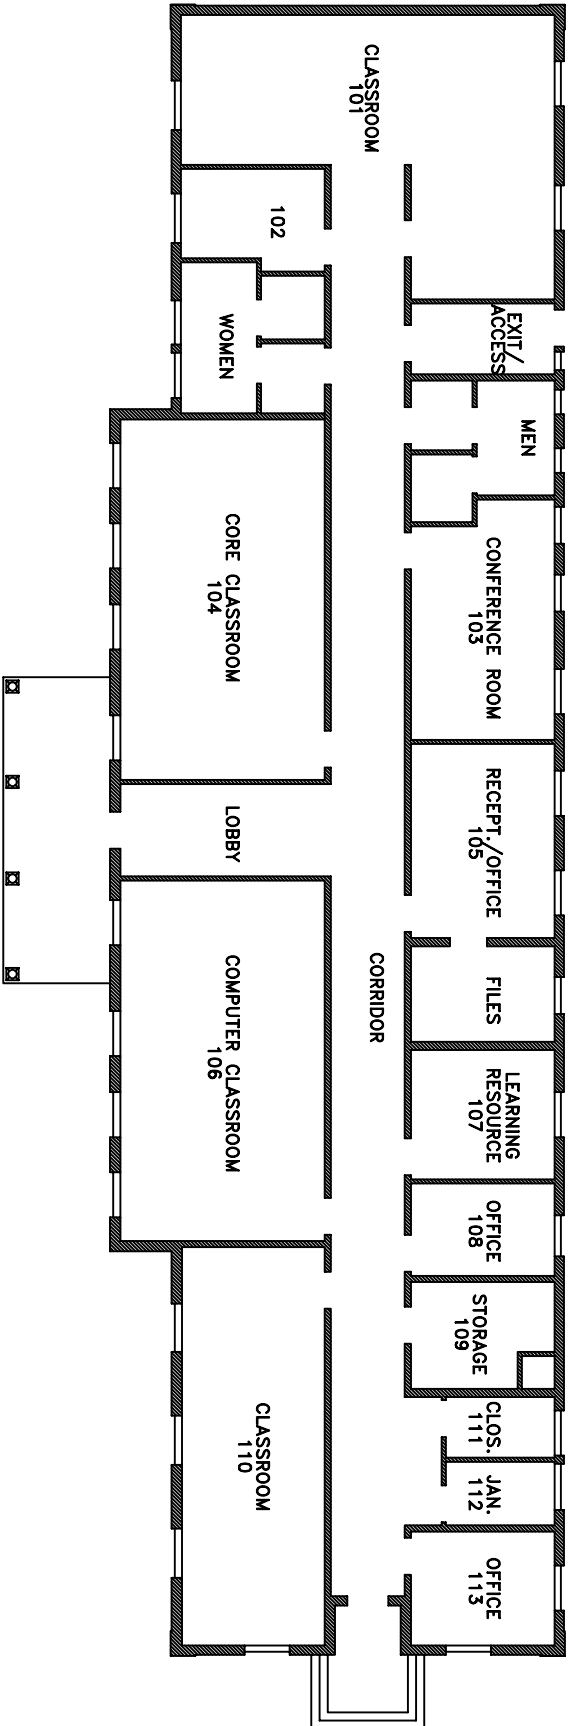 CLASSROOM
101
102
EXIT/
ACCESS
WOMEN
MEN
CORE CLASSROOM
104
CONFERENCE ROOM
103
LOBBY
RECEPT./OFFICE
105
CORRIDOR
FILES
COMPUTER CLASSROOM
106
LEARNING
RESOURCE
107
OFFICE
108
STORAGE
109
CLASSROOM
110
CLOS.
111
JAN.
112
OFFICE
113